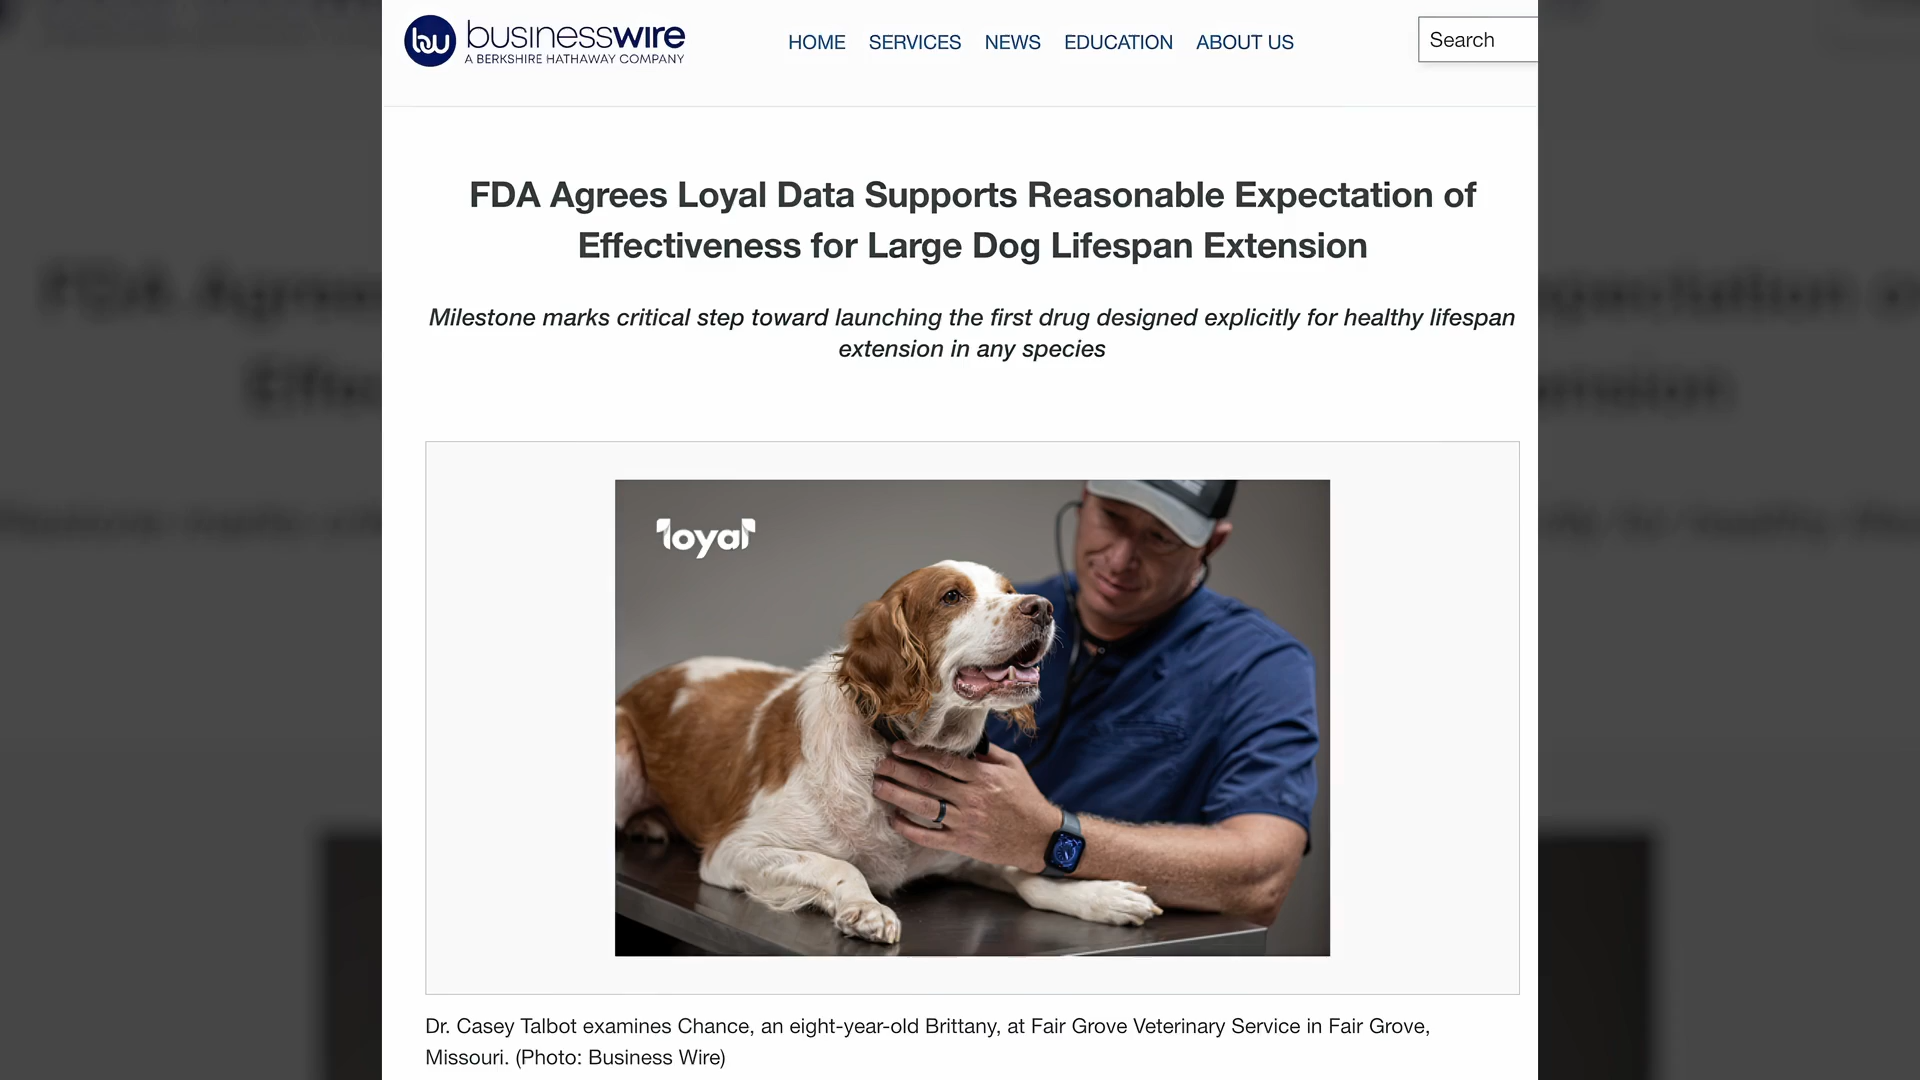 businesswire
A BERKSHIRE HATHAWAY COMPANY
HOME SERVICES NEWS EDUCATION ABOUT US
Search
FDA Agrees Loyal Data Supports Reasonable Expectation of
Effectiveness for Large Dog Lifespan Extension
Milestone marks critical step toward launching the first drug designed explicitly for healthy lifespan
extension in any species
loyal
Dr. Casey Talbot examines Chance, an eight-year-old Brittany, at Fair Grove Veterinary Service in Fair Grove,
Missouri. (Photo: Business Wire)